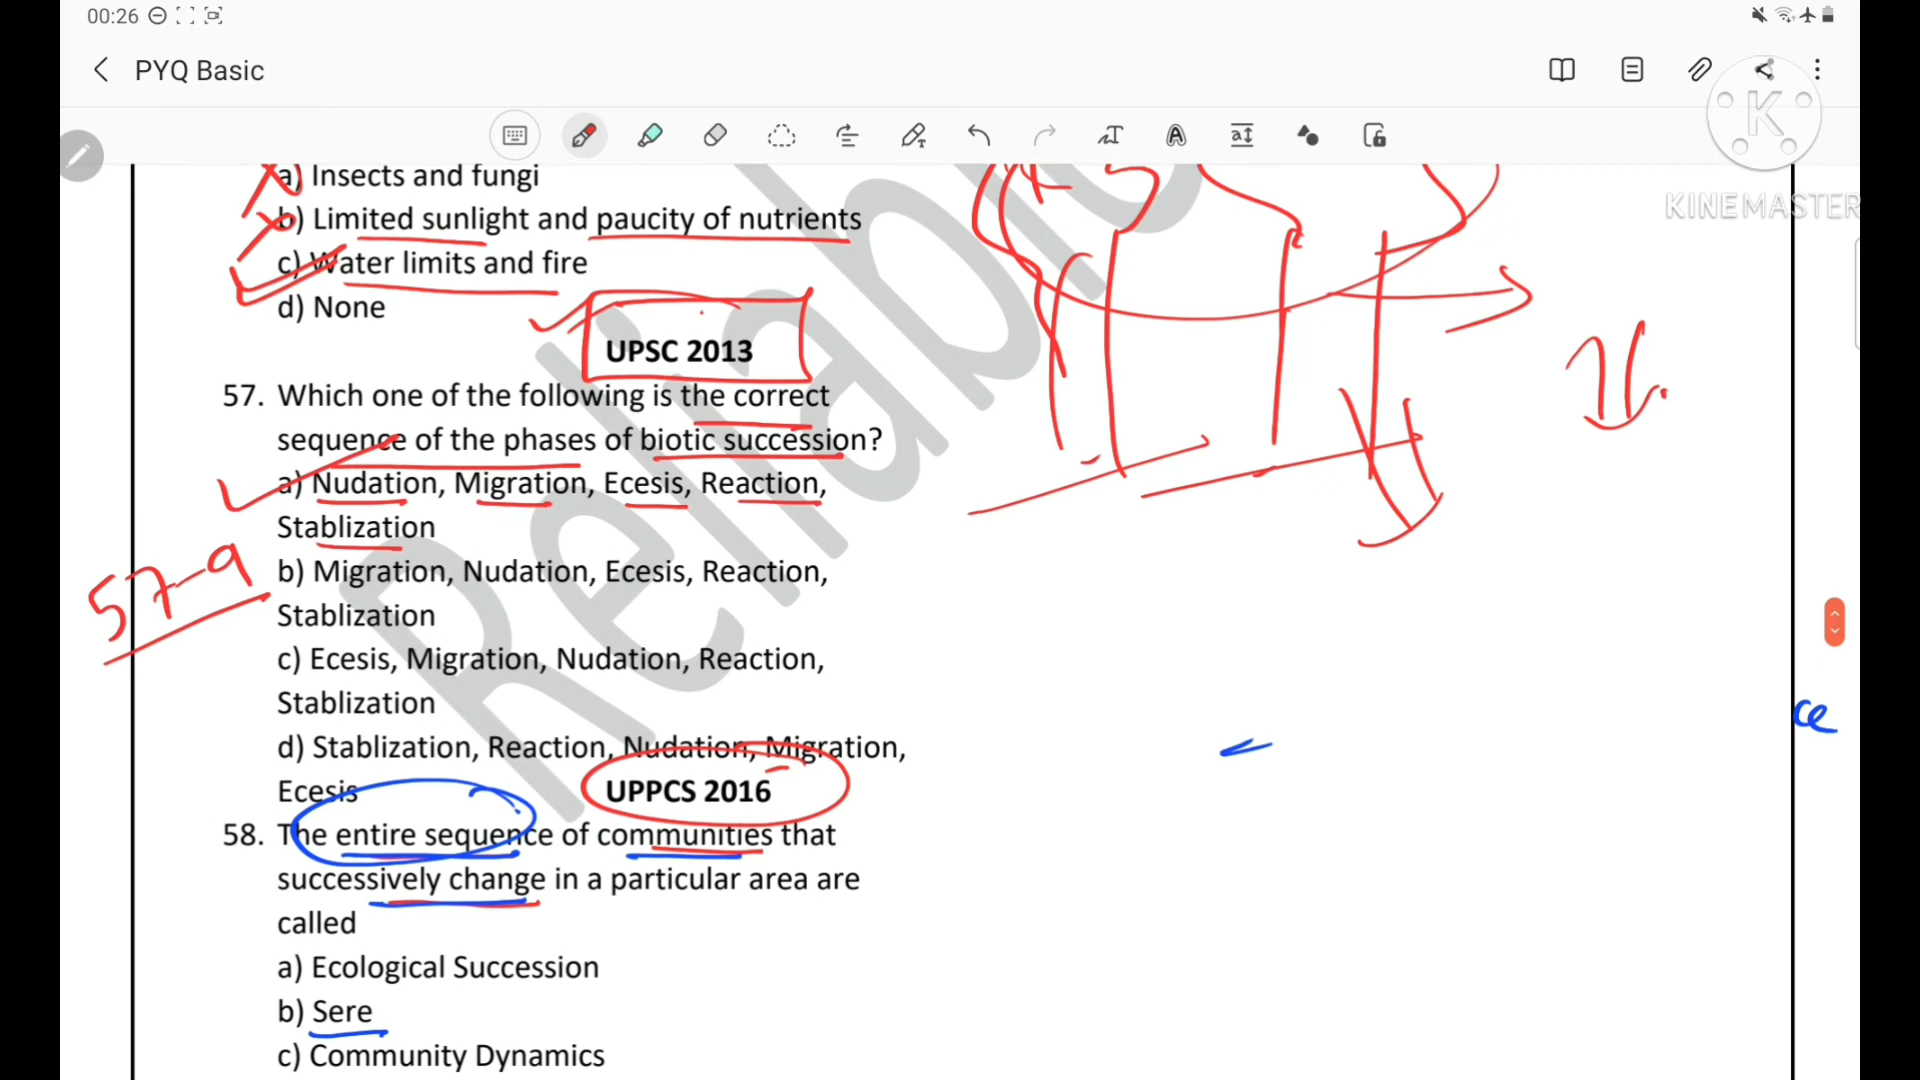 00:26
PYQ Basic
KINEMASTER
a) Insects and fungi
b) Limited sunlight and paucity of nutrients
c) Water limits and fire
d) None
UPSC 2013
57. Which one of the following is the correct
sequence of the phases of biotic succession?
a) Nudation, Migration, Ecesis, Reaction,
Stablization
57-a
b) Migration, Nudation, Ecesis, Reaction,
Stablization
c) Ecesis, Migration, Nudation, Reaction,
Stablization
d) Stablization, Reaction, Nudation, Migration,
Ecesis
UPPCS 2016
58. The entire sequence of communities that
successively change in a particular area are
called
a) Ecological Succession
b) Sere
c) Community Dynamics
ce